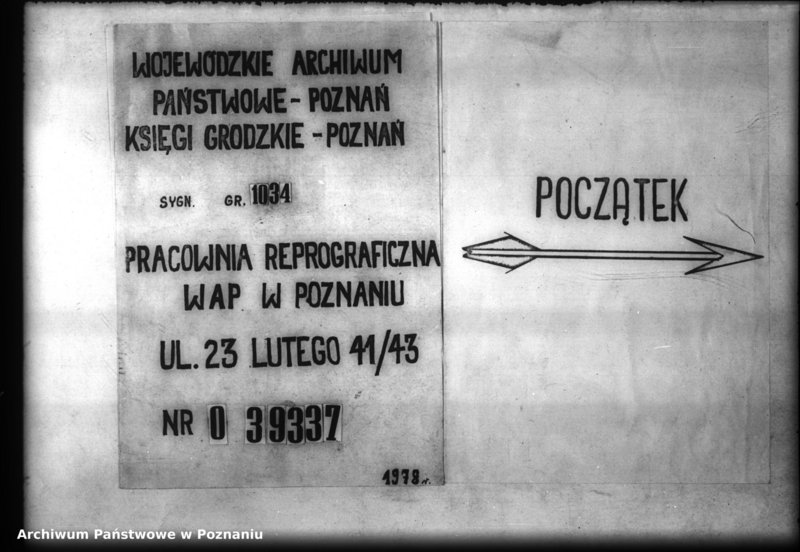 WOJEWÓDZKIE ARCHIWUM
PAŃSTWOWE - POZNAŃ
KSIĘGI GRODZKIE - POZNAŃ
SYGN. GR. 1034
PRACOWNIA REPROGRAFICZNA
WAP W POZNANIU
UL. 23 LUTEGO 41/43
NR 0 39337
1978 r.
POCZĄTEK
Archiwum Państwowe w Poznaniu